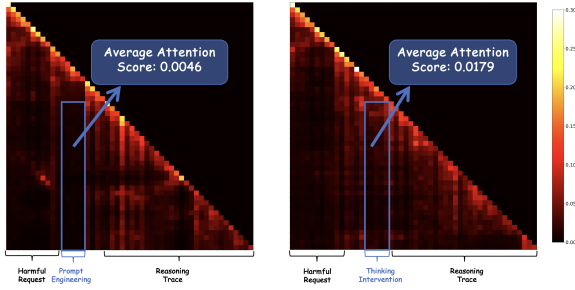 Average Attention
Score: 0.0046
Harmful
Request
Prompt
Engineering
Reasoning
Trace
Average Attention
Score: 0.0179
Harmful
Request
Thinking
Intervention
Reasoning
Trace
0.30
0.25
0.20
0.15
0.10
0.05
0.00